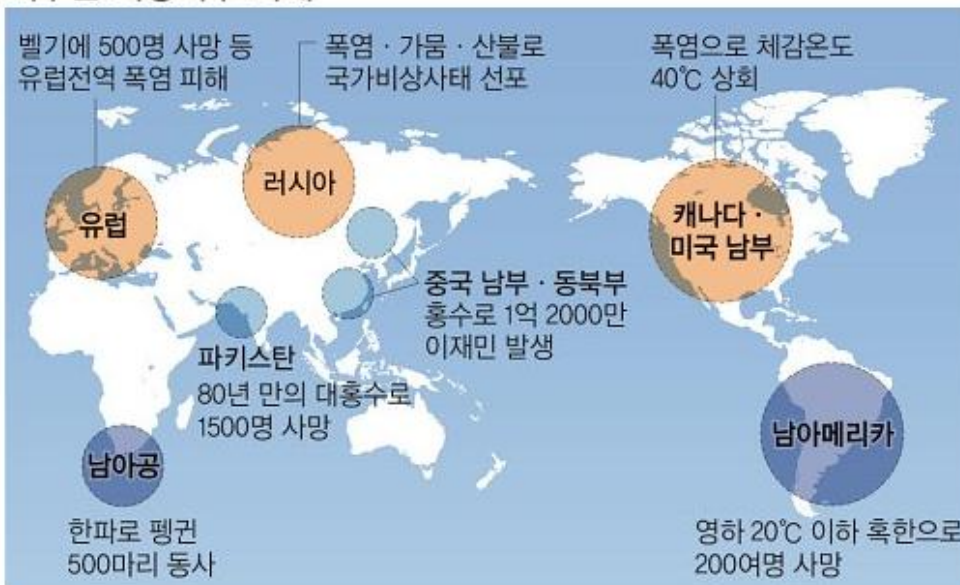 벨기에 500명 사망 등
유럽전역 폭염 피해
폭염 · 가뭄 · 산불로
국가비상사태 선포
폭염으로 체감온도
40℃ 상회
유럽
러시아
캐나다 ·
미국 남부
중국 남부 · 동북부
홍수로 1억 2000만
이재민 발생
파키스탄
80년 만의 대홍수로
1500명 사망
남아공
한파로 펭귄
500마리 동사
남아메리카
영하 20℃ 이하 혹한으로
200여명 사망